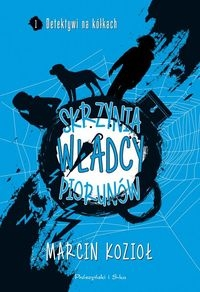 1 Detektywi na kółkach
SKRZYNIA
WŁADCY
PIORUNÓW
MARCIN KOZIOŁ
Prószyński i S-ka